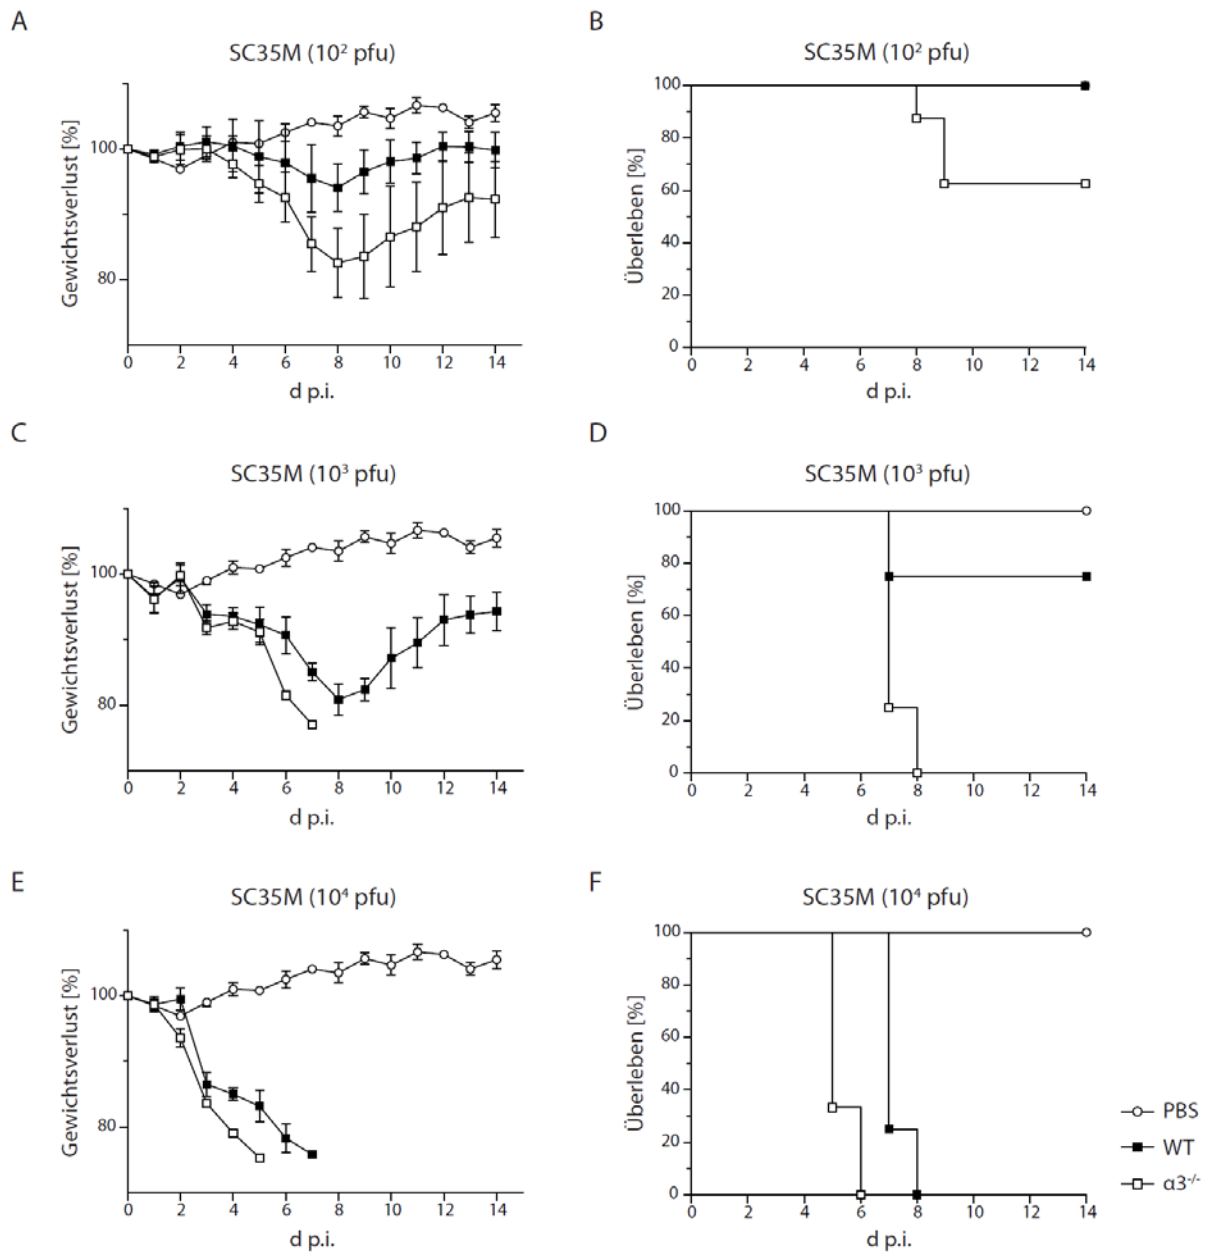 A
SC35M (10² pfu)
Gewichtsverlust [%]
100
80
0 2 4 6 8 10 12 14
d p.i.
B
SC35M (10² pfu)
Überleben [%]
100
80
60
40
20
0
0 2 4 6 8 10 12 14
d p.i.
C
SC35M (10³ pfu)
Gewichtsverlust [%]
100
80
0 2 4 6 8 10 12 14
d p.i.
D
SC35M (10³ pfu)
Überleben [%]
100
80
60
40
20
0
0 2 4 6 8 10 12 14
d p.i.
E
SC35M (10⁴ pfu)
Gewichtsverlust [%]
100
80
0 2 4 6 8 10 12 14
d p.i.
F
SC35M (10⁴ pfu)
Überleben [%]
100
80
60
40
20
0
0 2 4 6 8 10 12 14
d p.i.
PBS
WT
α3⁻/⁻